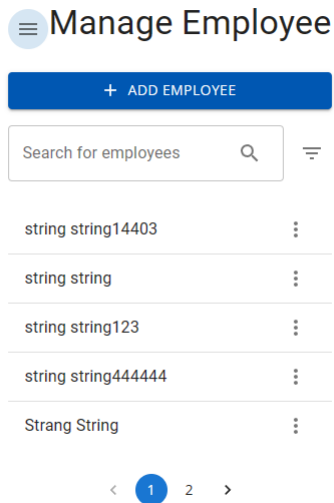 Manage Employee
+ ADD EMPLOYEE
Search for employees
string string14403
string string
string string123
string string444444
Strang String
< 1 2 >